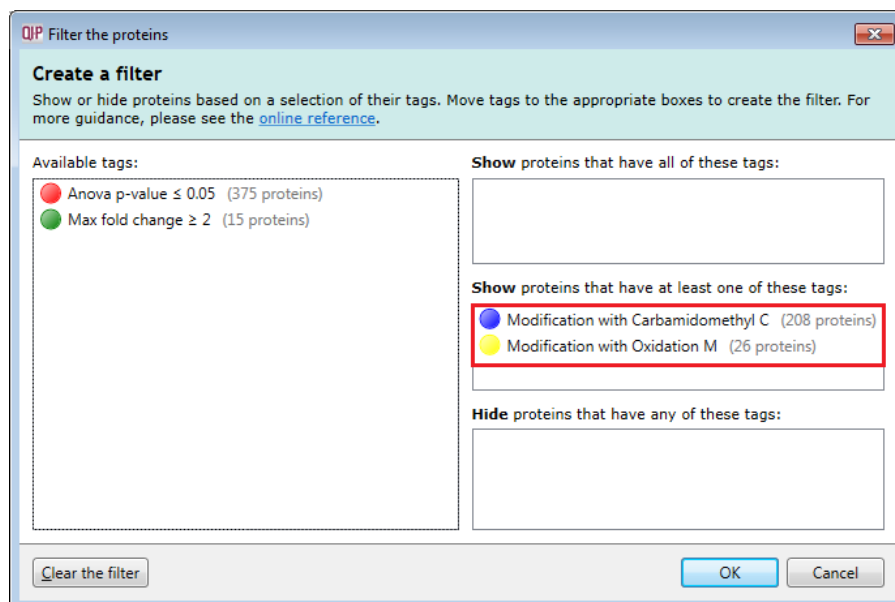 QIP Filter the proteins
Create a filter
Show or hide proteins based on a selection of their tags. Move tags to the appropriate boxes to create the filter. For
more guidance, please see the online reference.
Available tags:
Anova p-value ≤ 0.05 (375 proteins)
Max fold change ≥ 2 (15 proteins)
Show proteins that have all of these tags:
Show proteins that have at least one of these tags:
Modification with Carbamidomethyl C (208 proteins)
Modification with Oxidation M (26 proteins)
Hide proteins that have any of these tags:
Clear the filter
OK
Cancel